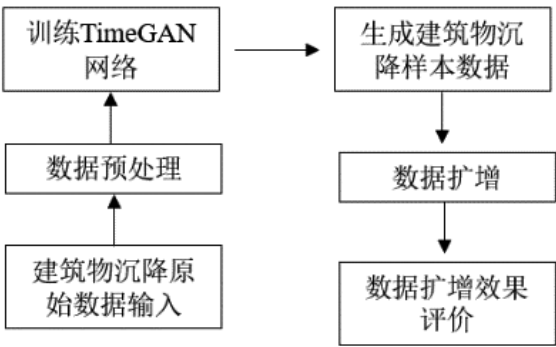 训练TimeGAN
网络
生成建筑物沉
降样本数据
数据预处理
数据扩增
建筑物沉降原
始数据输入
数据扩增效果
评价